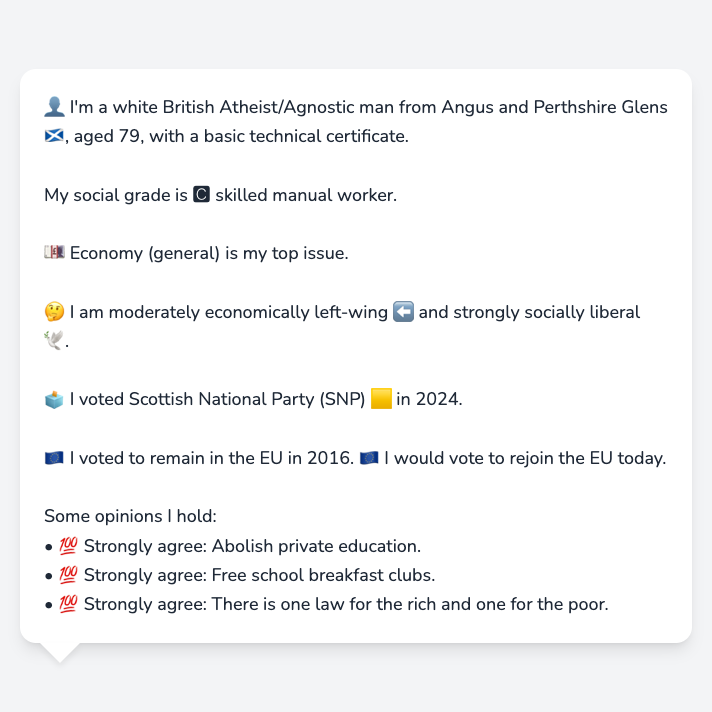 👤 I'm a white British Atheist/Agnostic man from Angus and Perthshire Glens
🏴󠁧󠁢󠁳󠁣󠁴󠁿, aged 79, with a basic technical certificate.
My social grade is 🅲 skilled manual worker.
💷 Economy (general) is my top issue.
🤔 I am moderately economically left-wing ⬅️ and strongly socially liberal
🕊️.
🗳️ I voted Scottish National Party (SNP) 🟨 in 2024.
🇪🇺 I voted to remain in the EU in 2016. 🇪🇺 I would vote to rejoin the EU today.
Some opinions I hold:
• 💯 Strongly agree: Abolish private education.
• 💯 Strongly agree: Free school breakfast clubs.
• 💯 Strongly agree: There is one law for the rich and one for the poor.